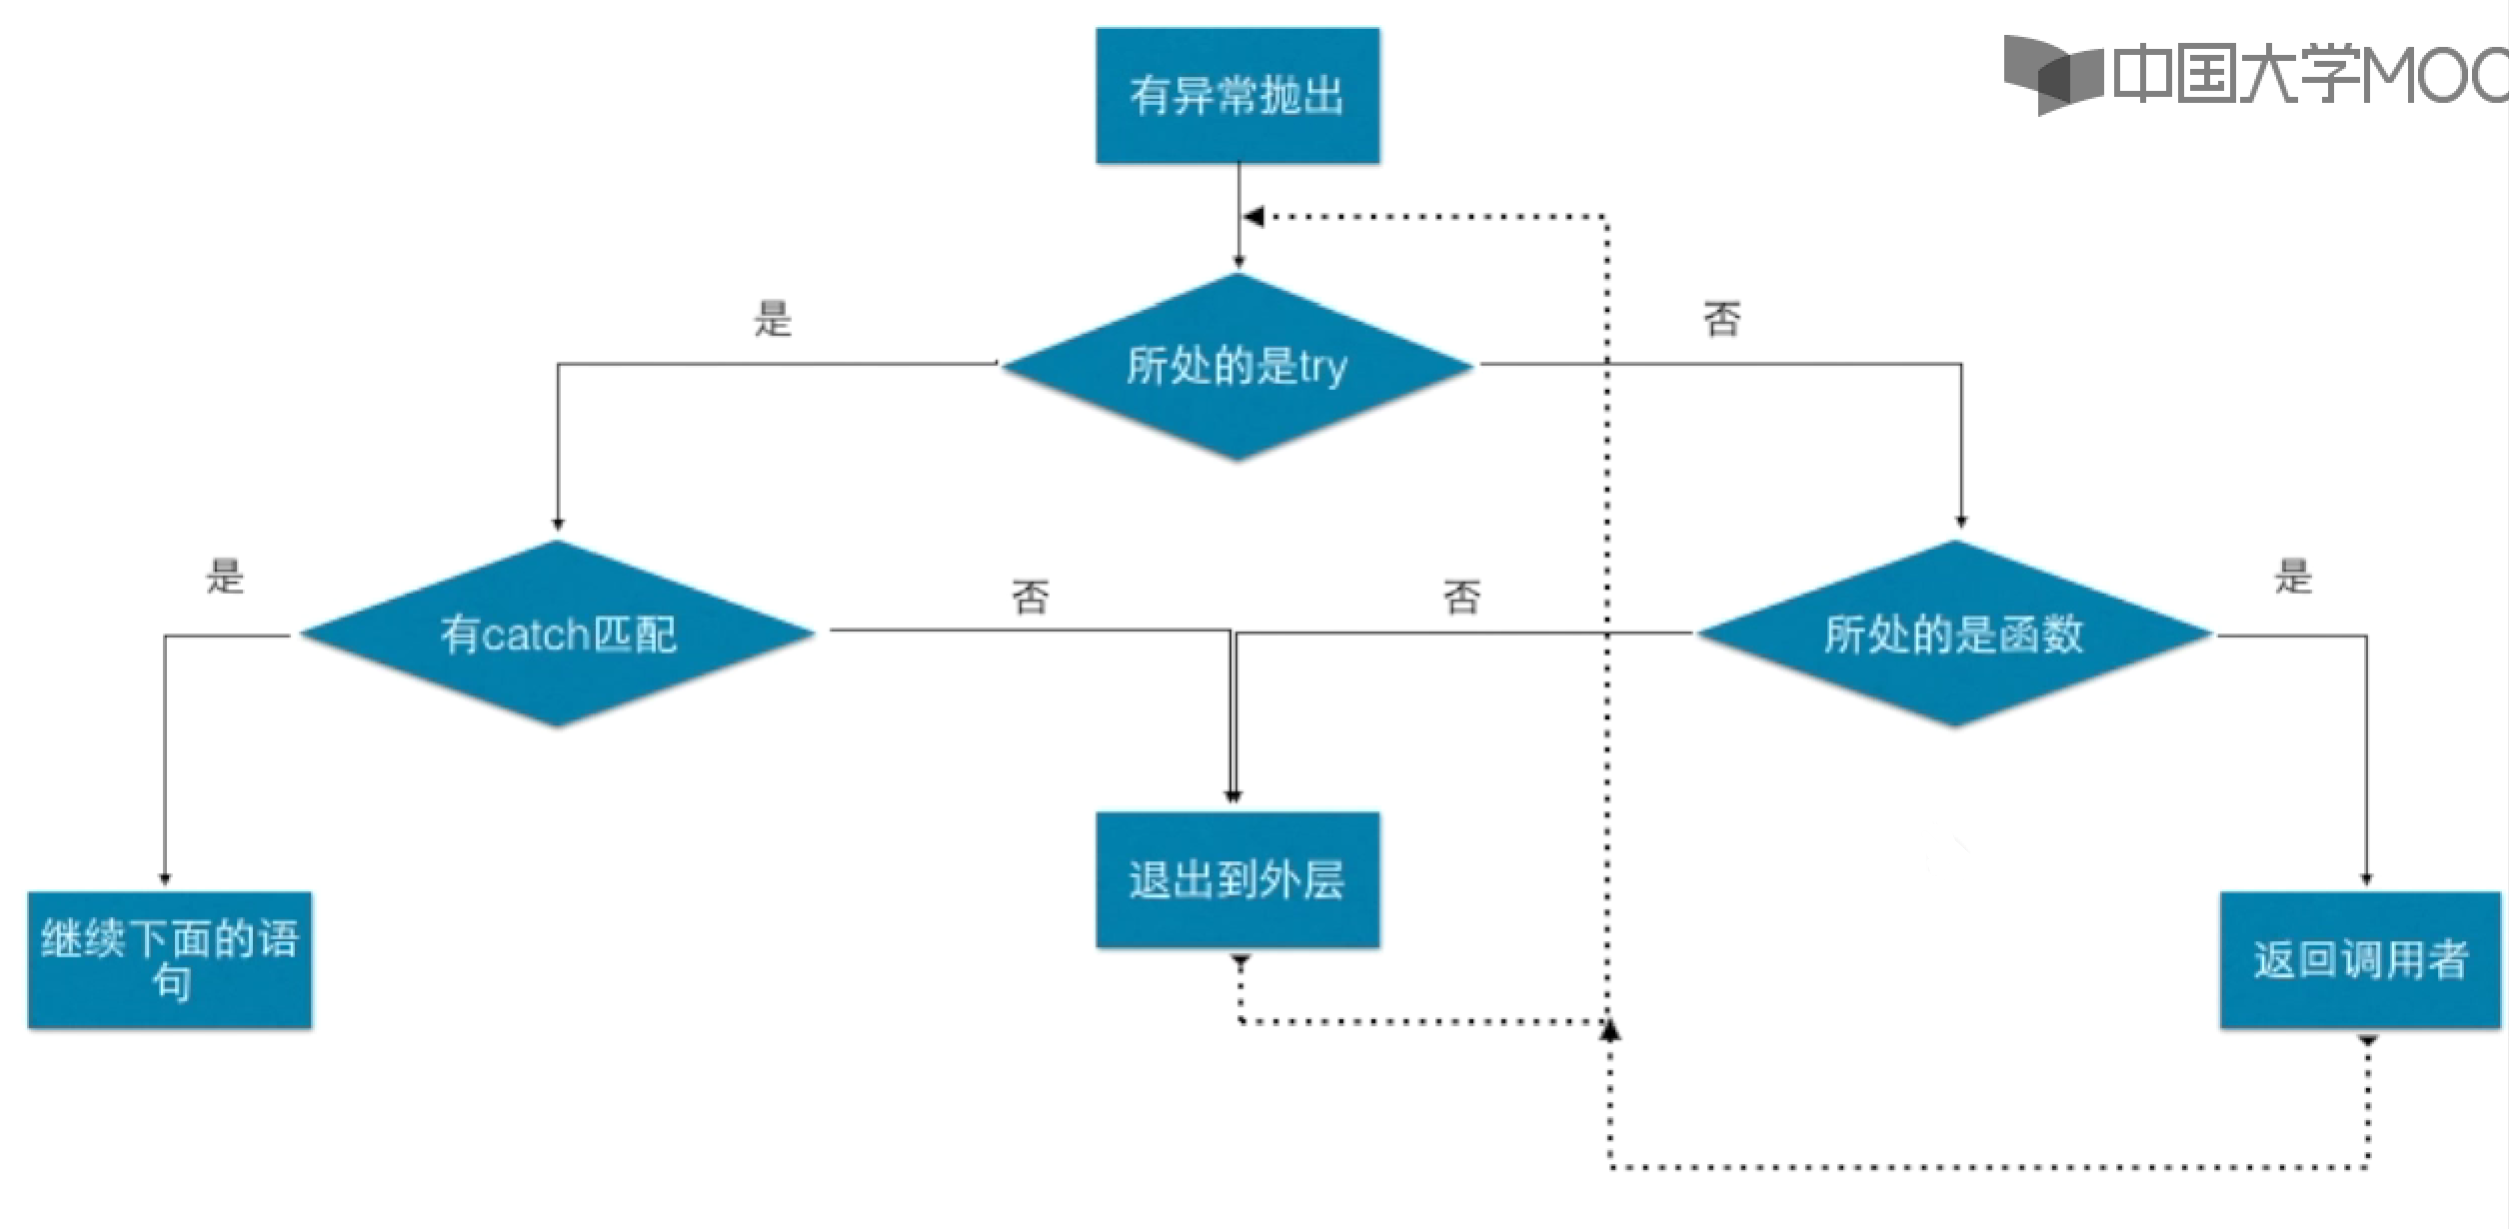 有异常抛出
中国大学MOO
是
所处的是try
否
是
有catch匹配
否
否
所处的是函数
是
退出到外层
继续下面的语
句
返回调用者